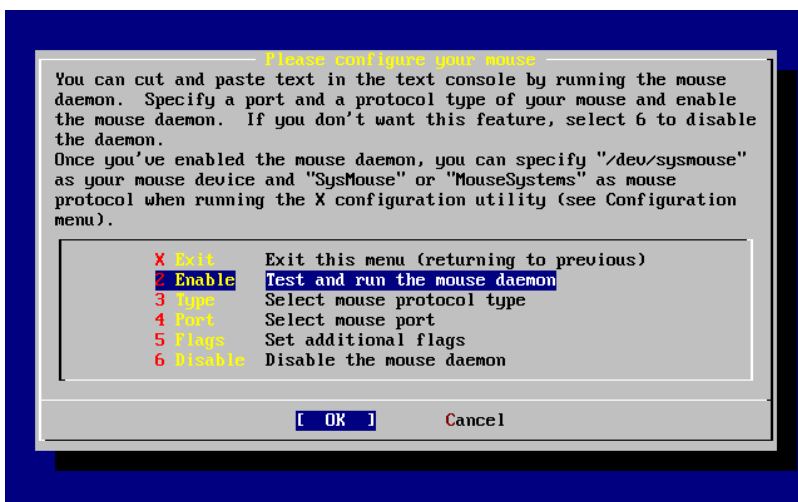 Please configure your mouse
You can cut and paste text in the text console by running the mouse
daemon.  Specify a port and a protocol type of your mouse and enable
the mouse daemon.  If you don't want this feature, select 6 to disable
the daemon.
Once you've enabled the mouse daemon, you can specify "/dev/sysmouse"
as your mouse device and "SysMouse" or "MouseSystems" as mouse
protocol when running the X configuration utility (see Configuration
menu).
X Exit Exit this menu (returning to previous)
2 Enable Test and run the mouse daemon
3 Type Select mouse protocol type
4 Port Select mouse port
5 Flags Set additional flags
6 Disable Disable the mouse daemon
[ OK ] Cancel